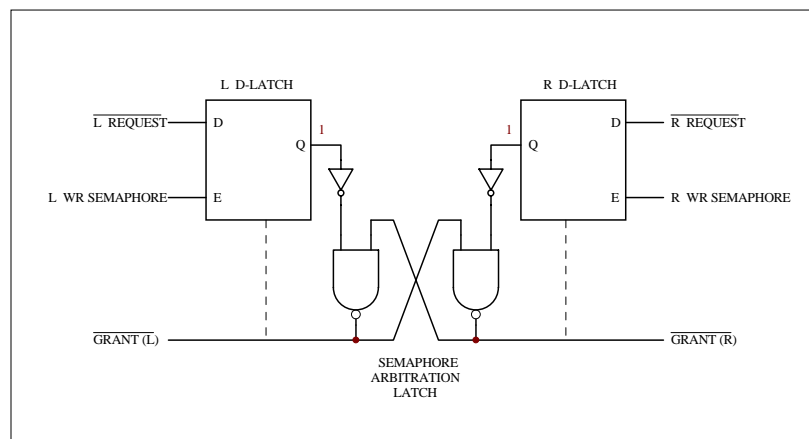 L D-LATCH
R D-LATCH
L REQUEST
D
1
1
D
R REQUEST
Q
Q
L WR SEMAPHORE
E
E
R WR SEMAPHORE
GRANT (L)
GRANT (R)
SEMAPHORE
ARBITRATION
LATCH